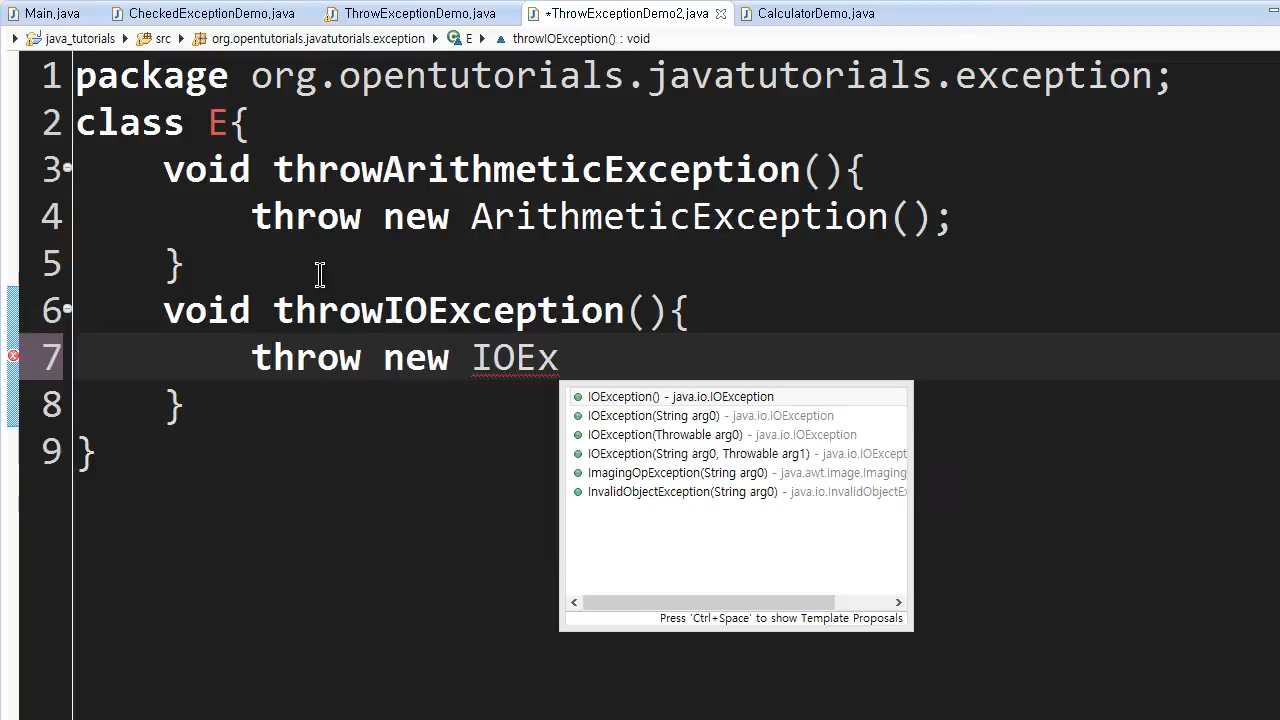 Main.java CheckedExceptionDemo.java ThrowExceptionDemo.java *ThrowExceptionDemo2.java CalculatorDemo.java
java_tutorials src org.opentutorials.javatutorials.exception E throwIOException() : void
1 package org.opentutorials.javatutorials.exception;
2 class E{
3 void throwArithmeticException(){
4 throw new ArithmeticException();
5 }
6 void throwIOException(){
7 throw new IOEx
8 }
9 }
IOException() - java.io.IOException
IOException(String arg0) - java.io.IOException
IOException(Throwable arg0) - java.io.IOException
IOException(String arg0, Throwable arg1) - java.io.IOExcept
ImagingOpException(String arg0) - java.awt.image.Imaging
InvalidObjectException(String arg0) - java.io.InvalidObjectEx
Press 'Ctrl+Space' to show Template Proposals